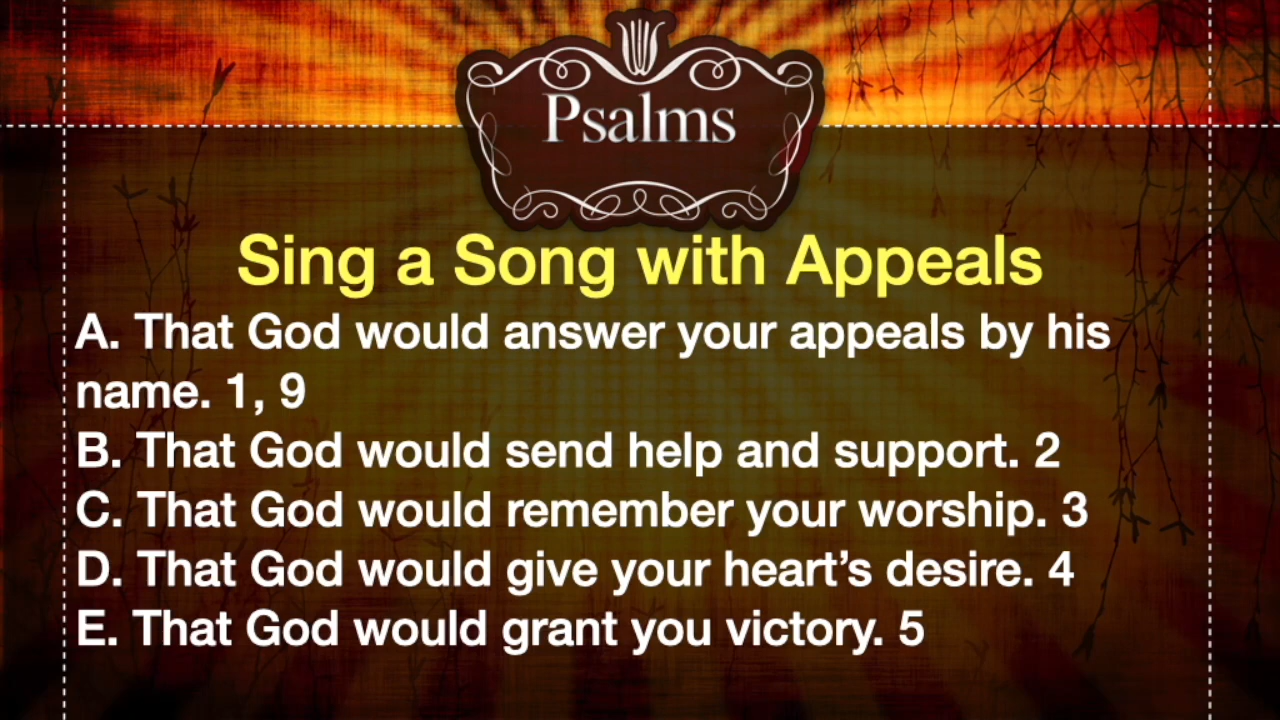 Psalms
Sing a Song with Appeals
A. That God would answer your appeals by his
name. 1, 9
B. That God would send help and support. 2
C. That God would remember your worship. 3
D. That God would give your heart’s desire. 4
E. That God would grant you victory. 5